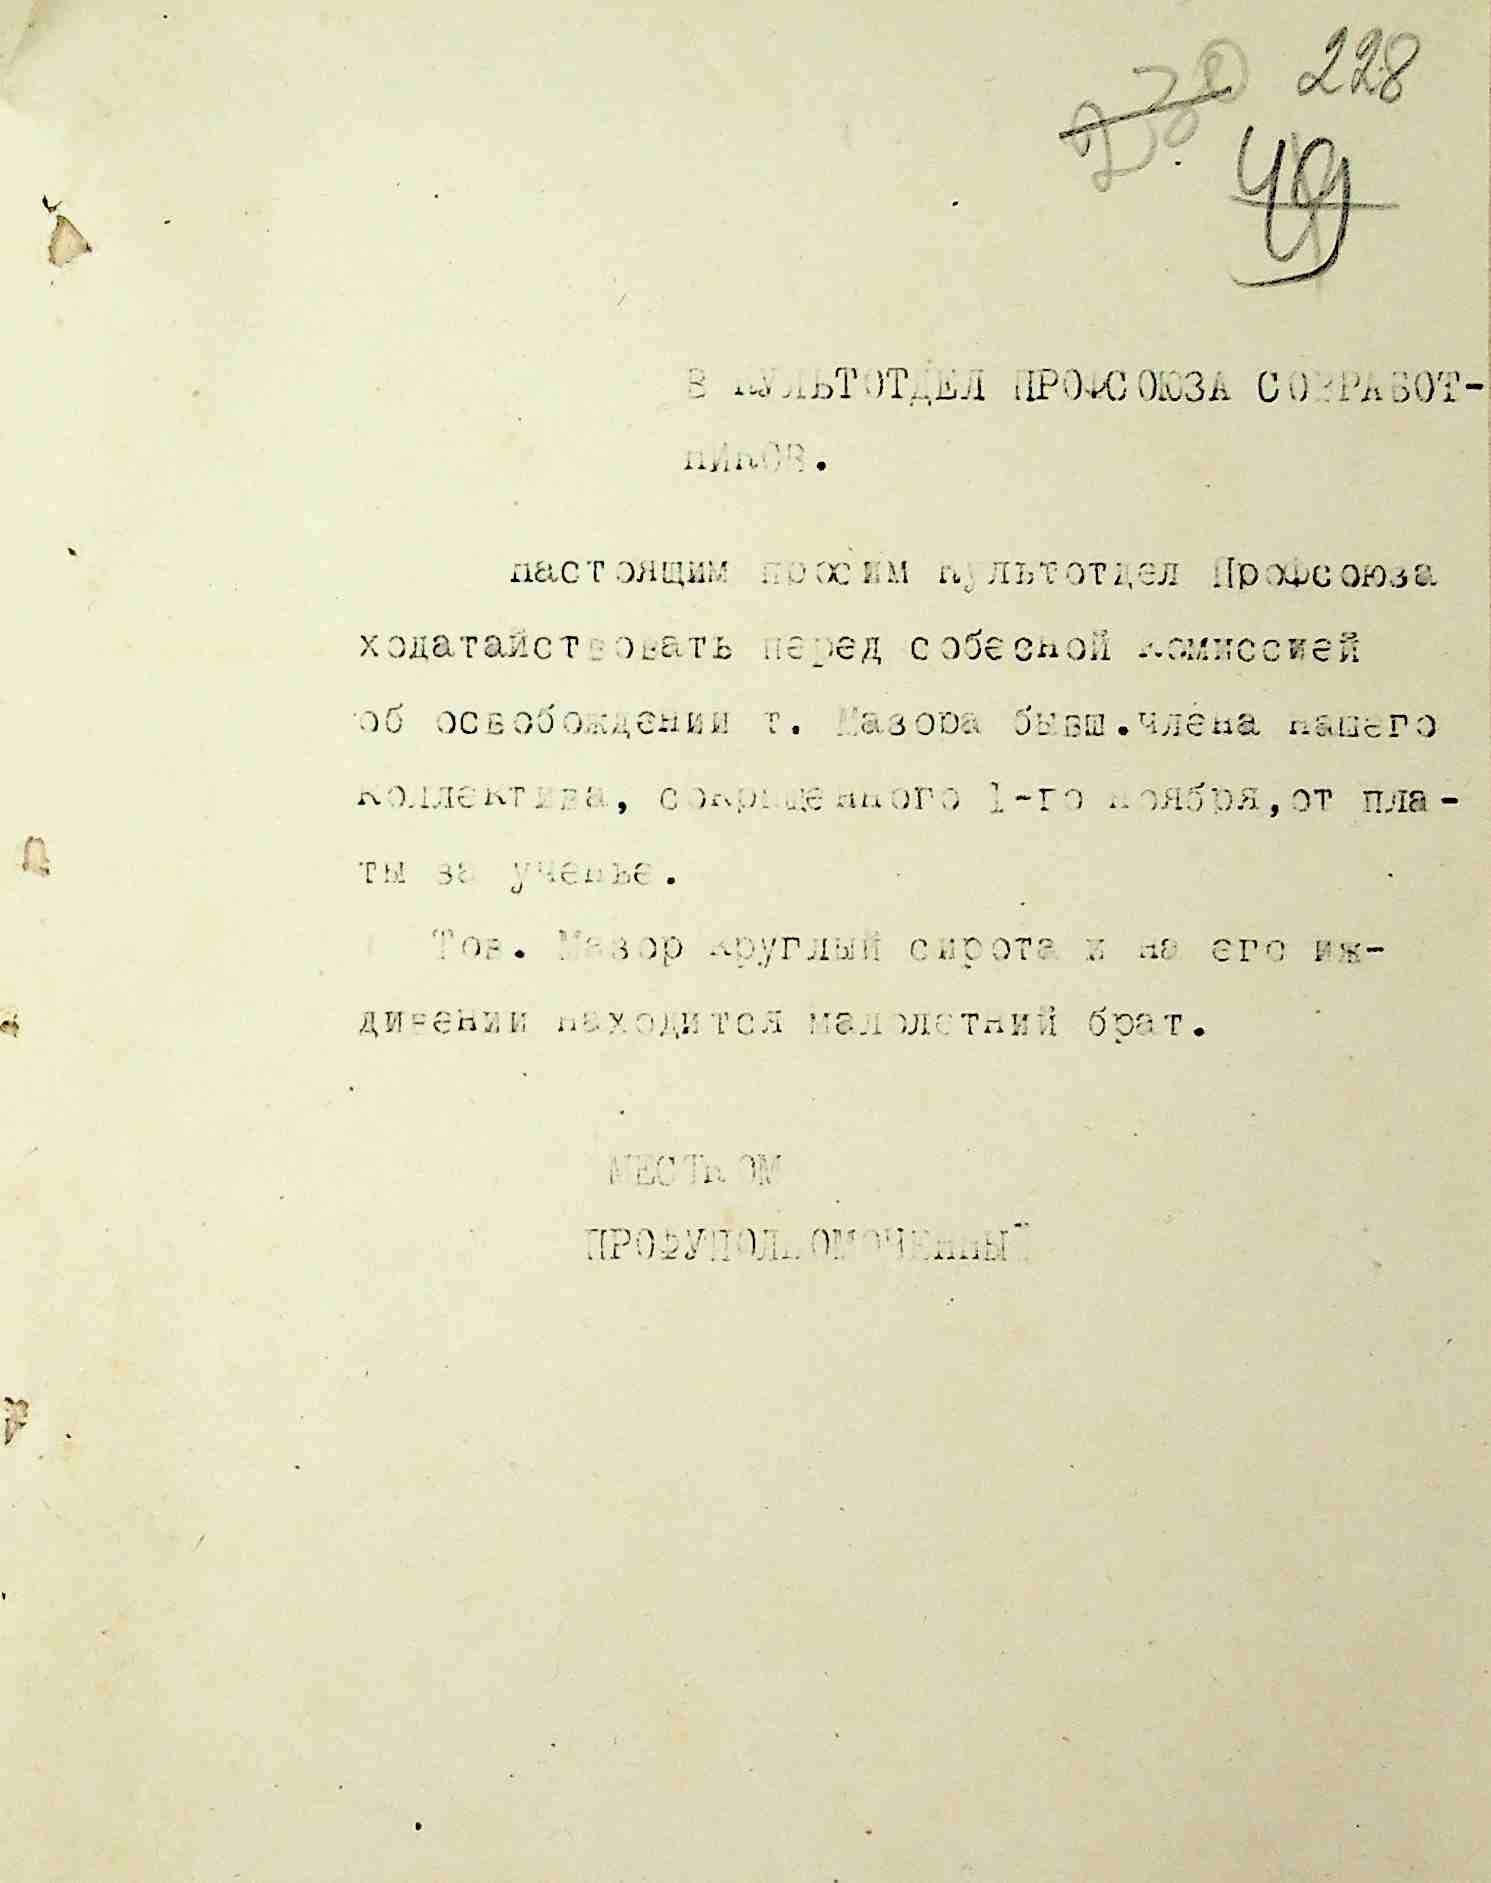 228
49
В КУЛЬТОТДЕЛ ПРОФСОЮЗА СОВРАБОТ-
НИКОВ.
Настоящим просим Культотдел Профсоюза
ходатайствовать перед собесной комиссией
об освобождении т. Мазора бывш.члена нашего
коллектива, сокращенного 1-го ноября,от пла-
ты за ученье.
Тов. Мазор круглый сирота и на его иж-
дивении находится малолетний брат.
МЕСТКОМ
ПРОФУПОЛНОМОЧЕННЫЙ